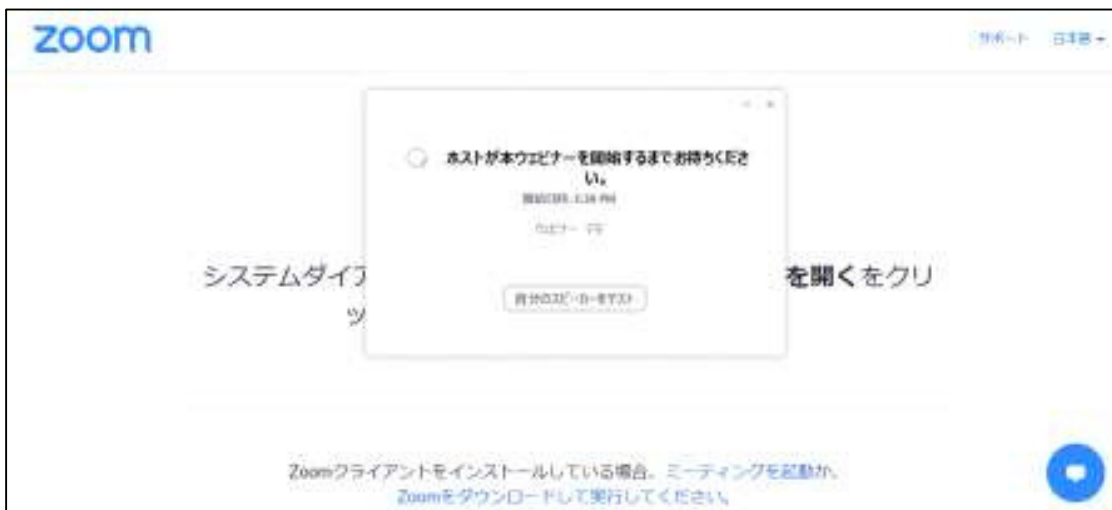 zoom
サポート 日本語
ホストが本ウェビナーを開始するまでお待ちくださ
い。
ウェビナー
自分のスピーカーをテスト
システムダイア を開くをクリ
ッ
Zoomクライアントをインストールしている場合、ミーティングを起動か、
Zoomをダウンロードして実行してください。